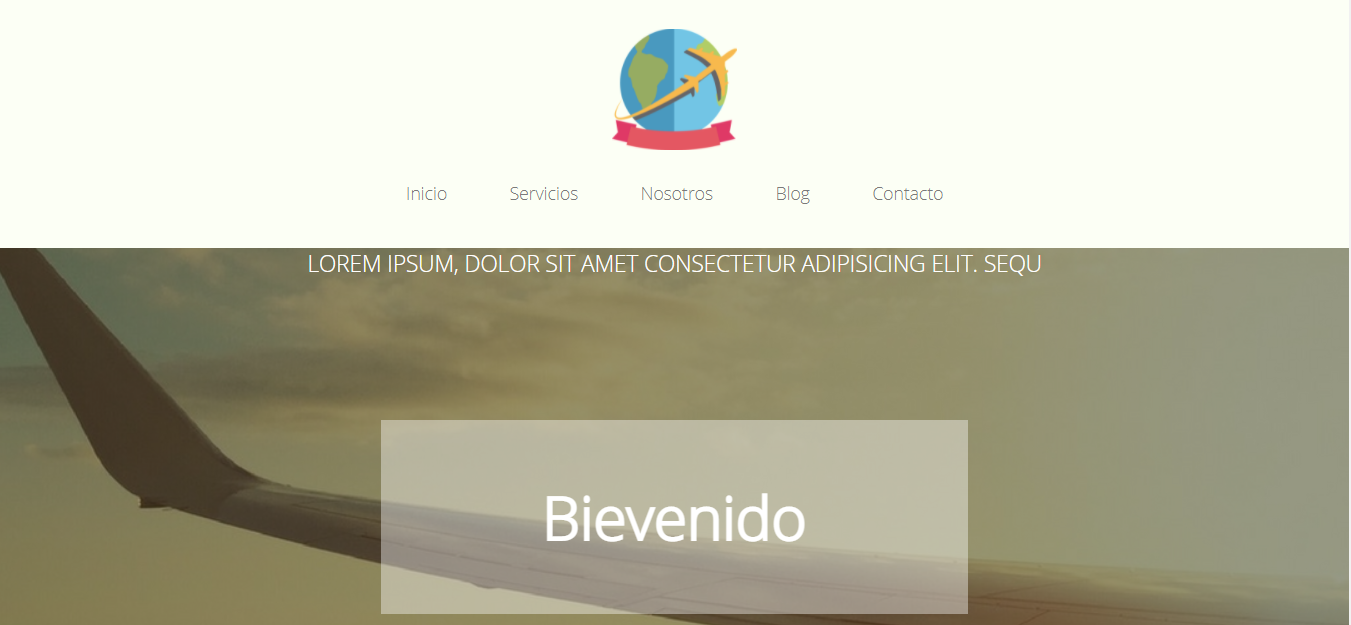 Inicio Servicios Nosotros Blog Contacto
LOREM IPSUM, DOLOR SIT AMET CONSECTETUR ADIPISICING ELIT. SEQU
Bievenido